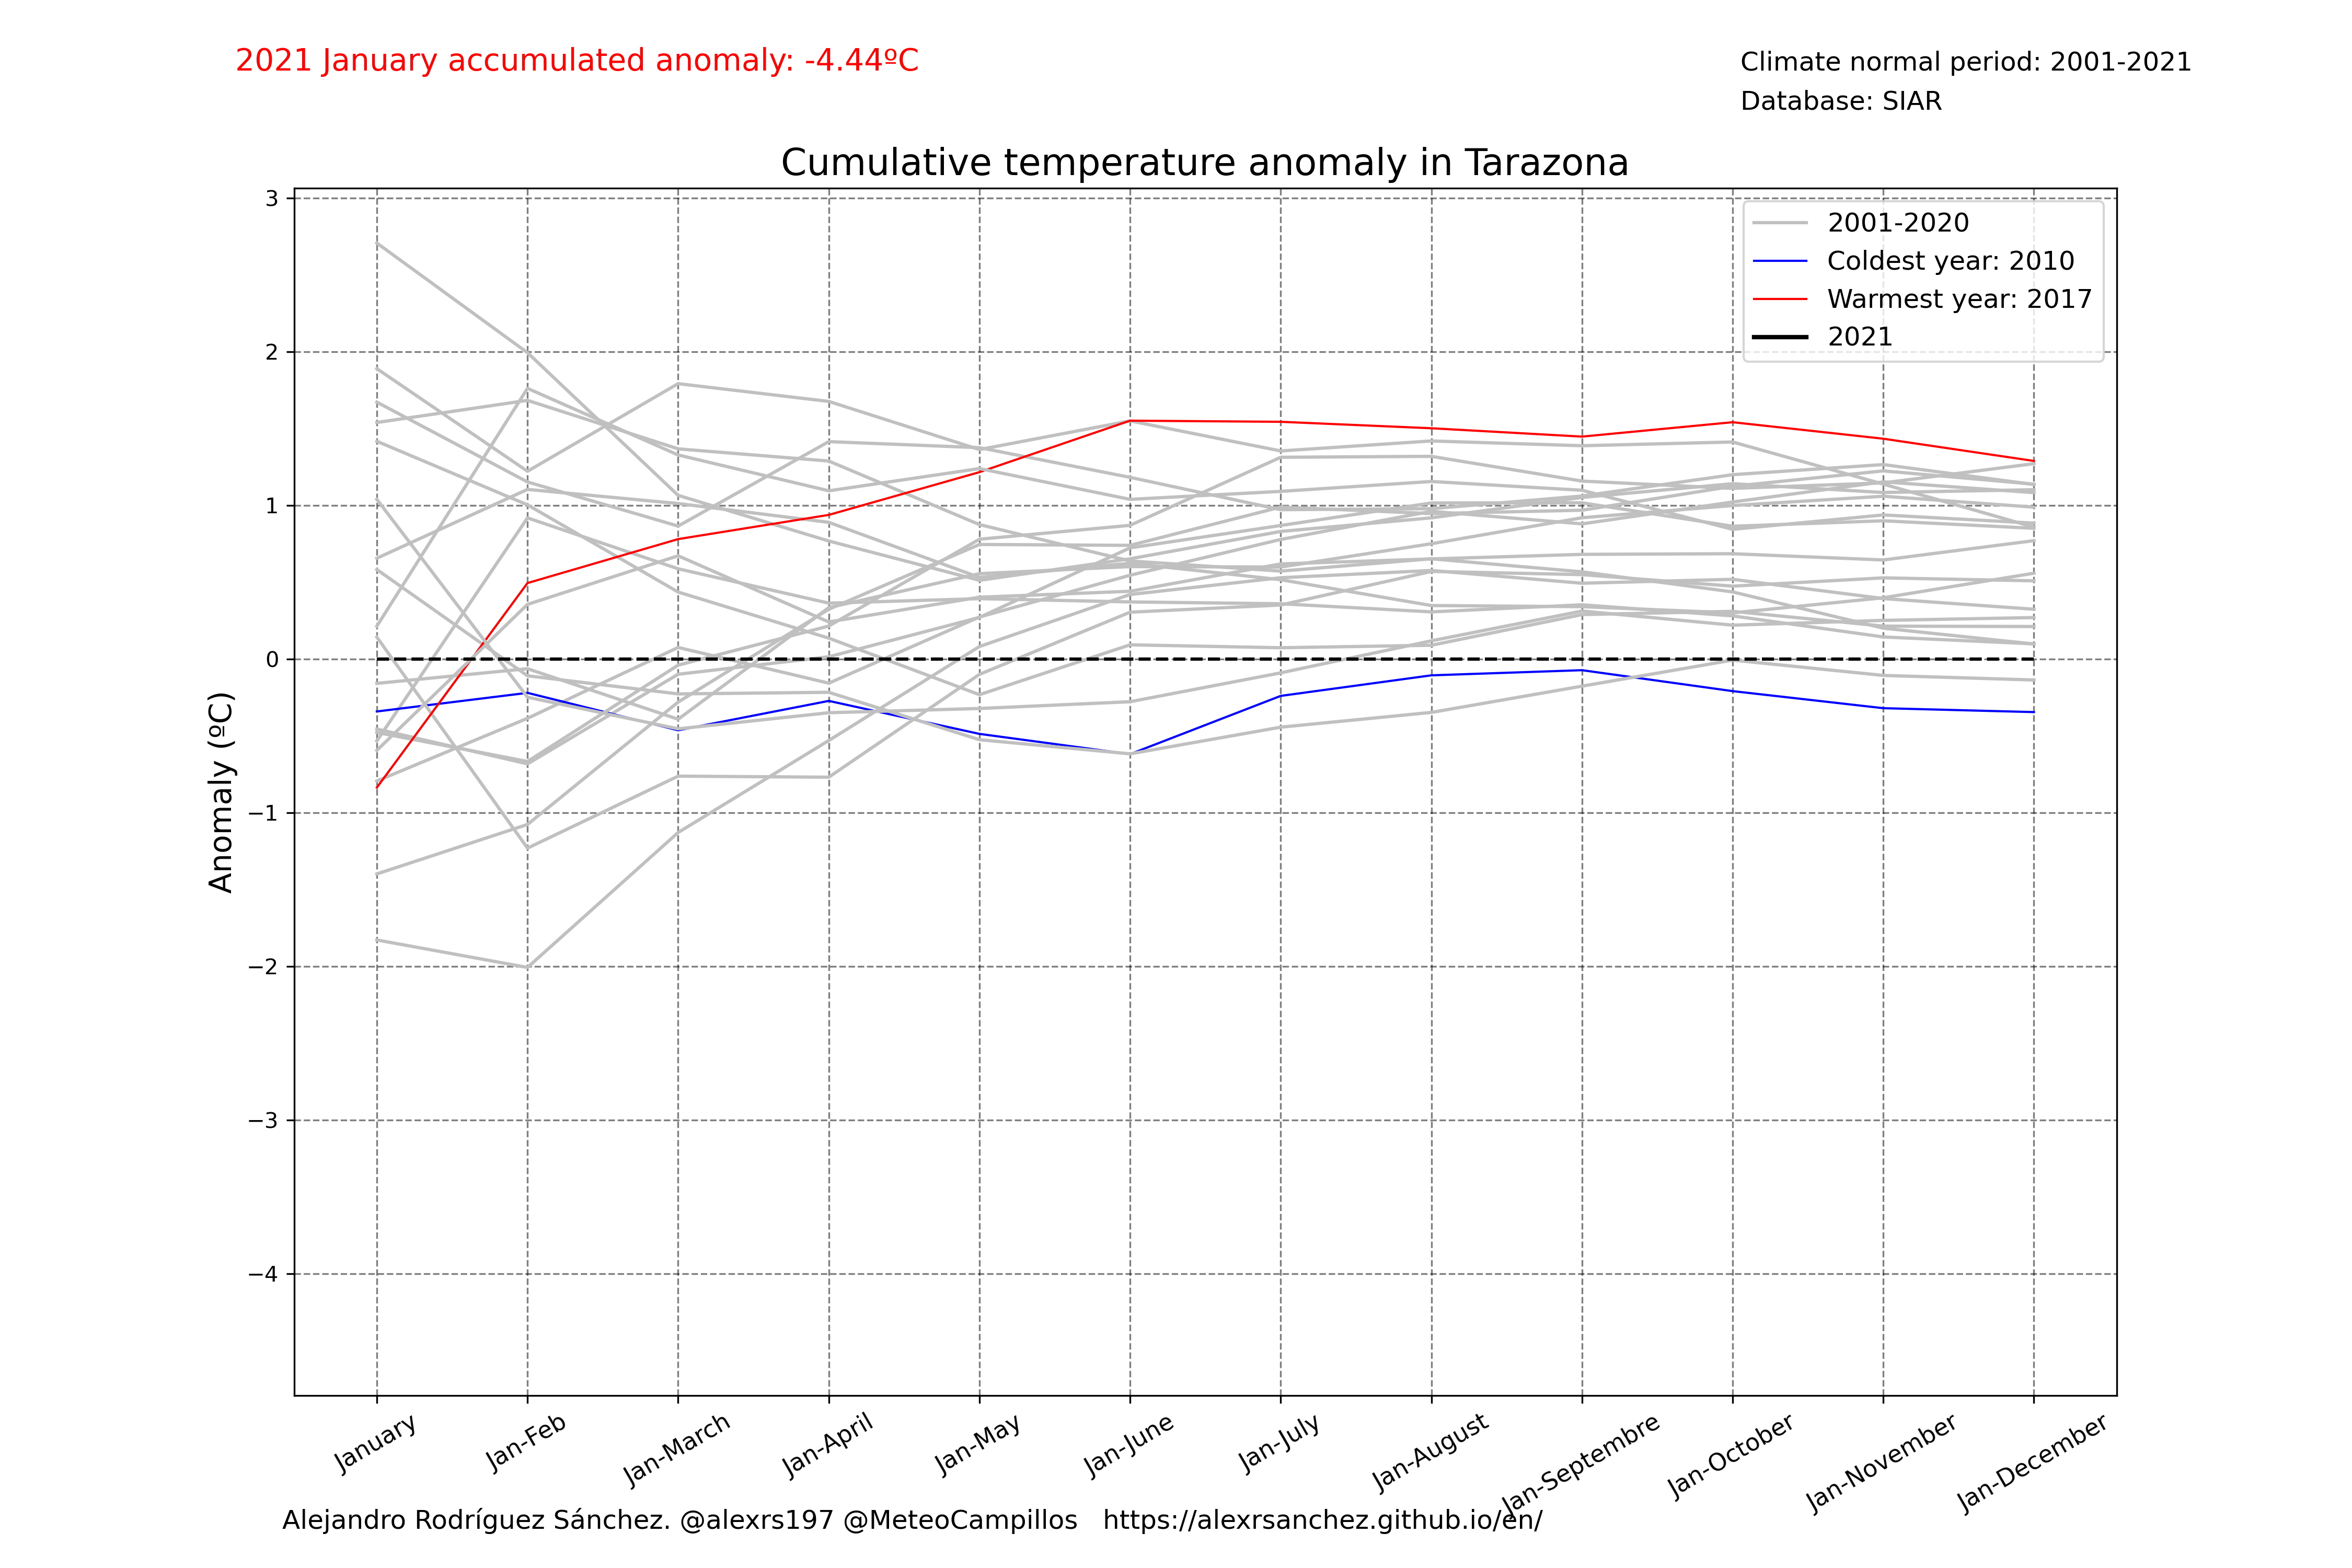 2021 January accumulated anomaly: -4.44ºC
Climate normal period: 2001-2021
Database: SIAR
Cumulative temperature anomaly in Tarazona
3
2
1
0
−1
−2
−3
−4
Anomaly (ºC)
2001-2020
Coldest year: 2010
Warmest year: 2017
2021
January
Jan-Feb
Jan-March
Jan-April
Jan-May
Jan-June
Jan-July
Jan-August
Jan-Septembre
Jan-October
Jan-November
Jan-December
Alejandro Rodríguez Sánchez. @alexrs197 @MeteoCampillos   https://alexrsanchez.github.io/en/